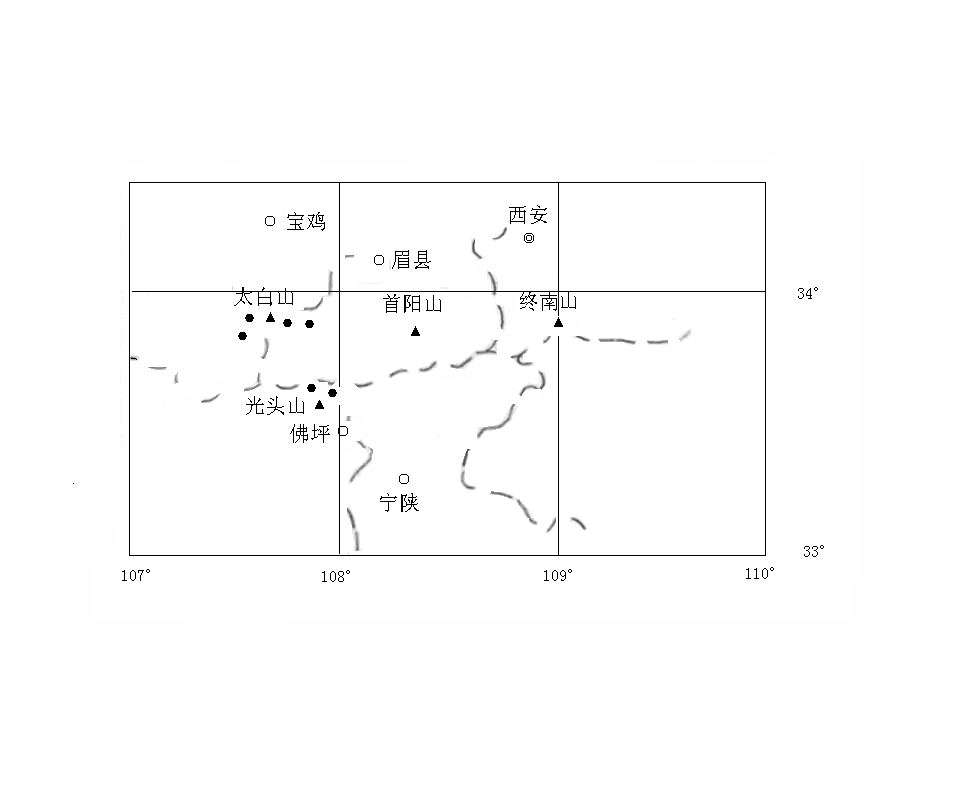 西安
宝鸡
眉县
34°
太白山
首阳山
终南山
光头山
佛坪
宁陕
33°
107°
108°
109°
110°